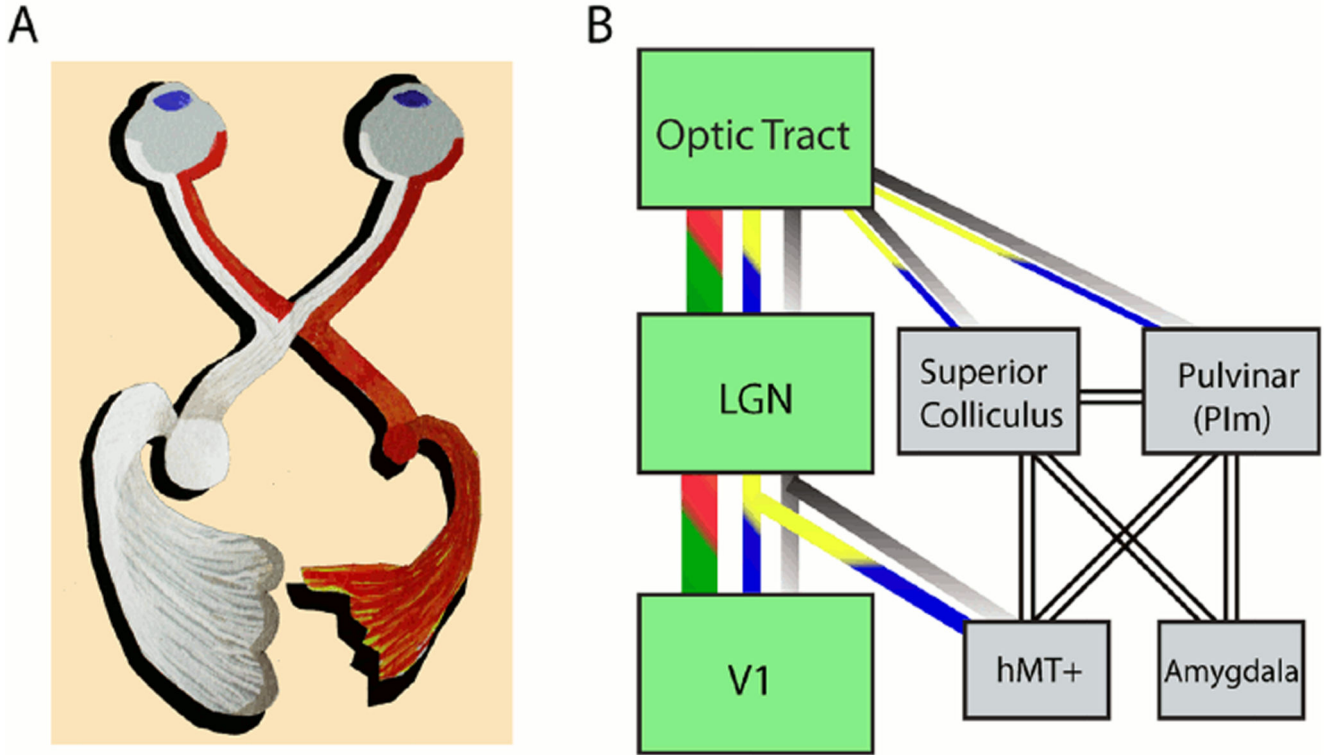 A
B
Optic Tract
LGN
Superior
Colliculus
Pulvinar
(PIm)
V1
hMT+
Amygdala